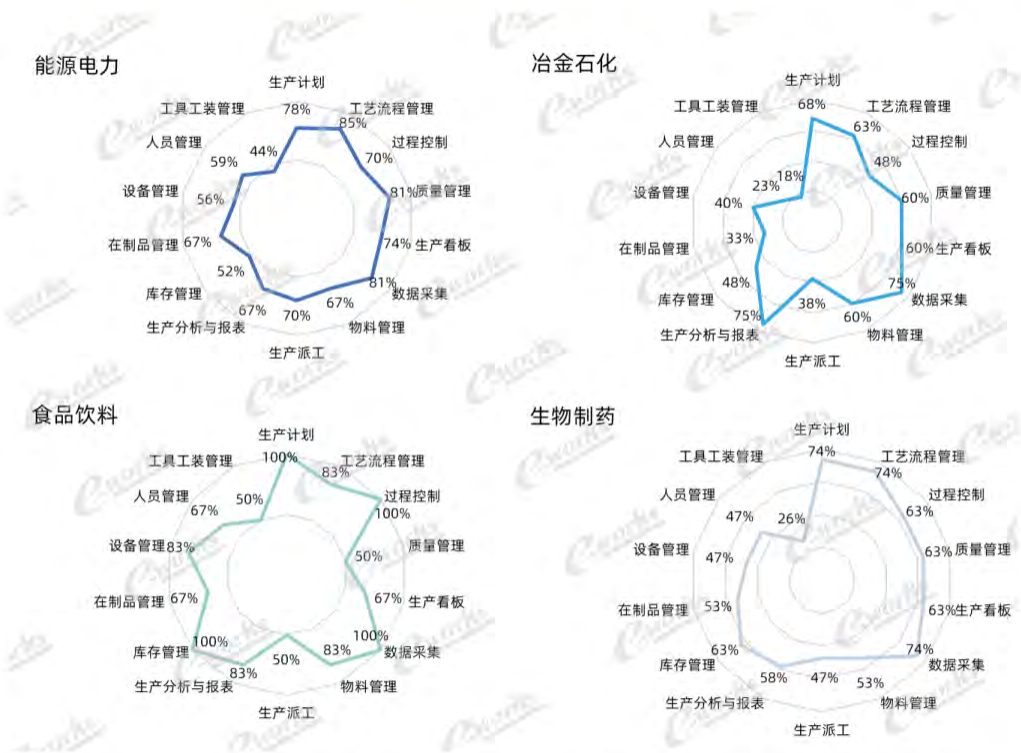 能源电力
生产计划
78%
工具工装管理
工艺流程管理
85%
人员管理
过程控制
44%
59%
70%
设备管理
56%
81%
质量管理
在制品管理
67%
74%
生产看板
52%
81%
库存管理
数据采集
67%
70%
67%
生产分析与报表
物料管理
生产派工
冶金石化
生产计划
68%
工具工装管理
工艺流程管理
63%
人员管理
过程控制
18%
23%
48%
设备管理
40%
60%
质量管理
在制品管理
33%
60%
生产看板
48%
75%
库存管理
数据采集
75%
38%
60%
生产分析与报表
物料管理
生产派工
食品饮料
生产计划
100%
工具工装管理
工艺流程管理
83%
人员管理
过程控制
50%
67%
100%
设备管理
83%
50%
质量管理
在制品管理
67%
67%
生产看板
100%
100%
库存管理
数据采集
83%
50%
83%
生产分析与报表
物料管理
生产派工
生物制药
生产计划
74%
工具工装管理
工艺流程管理
74%
人员管理
过程控制
26%
47%
63%
设备管理
47%
63%
质量管理
在制品管理
53%
63%
生产看板
63%
74%
库存管理
数据采集
58%
47%
53%
生产分析与报表
物料管理
生产派工
e-works